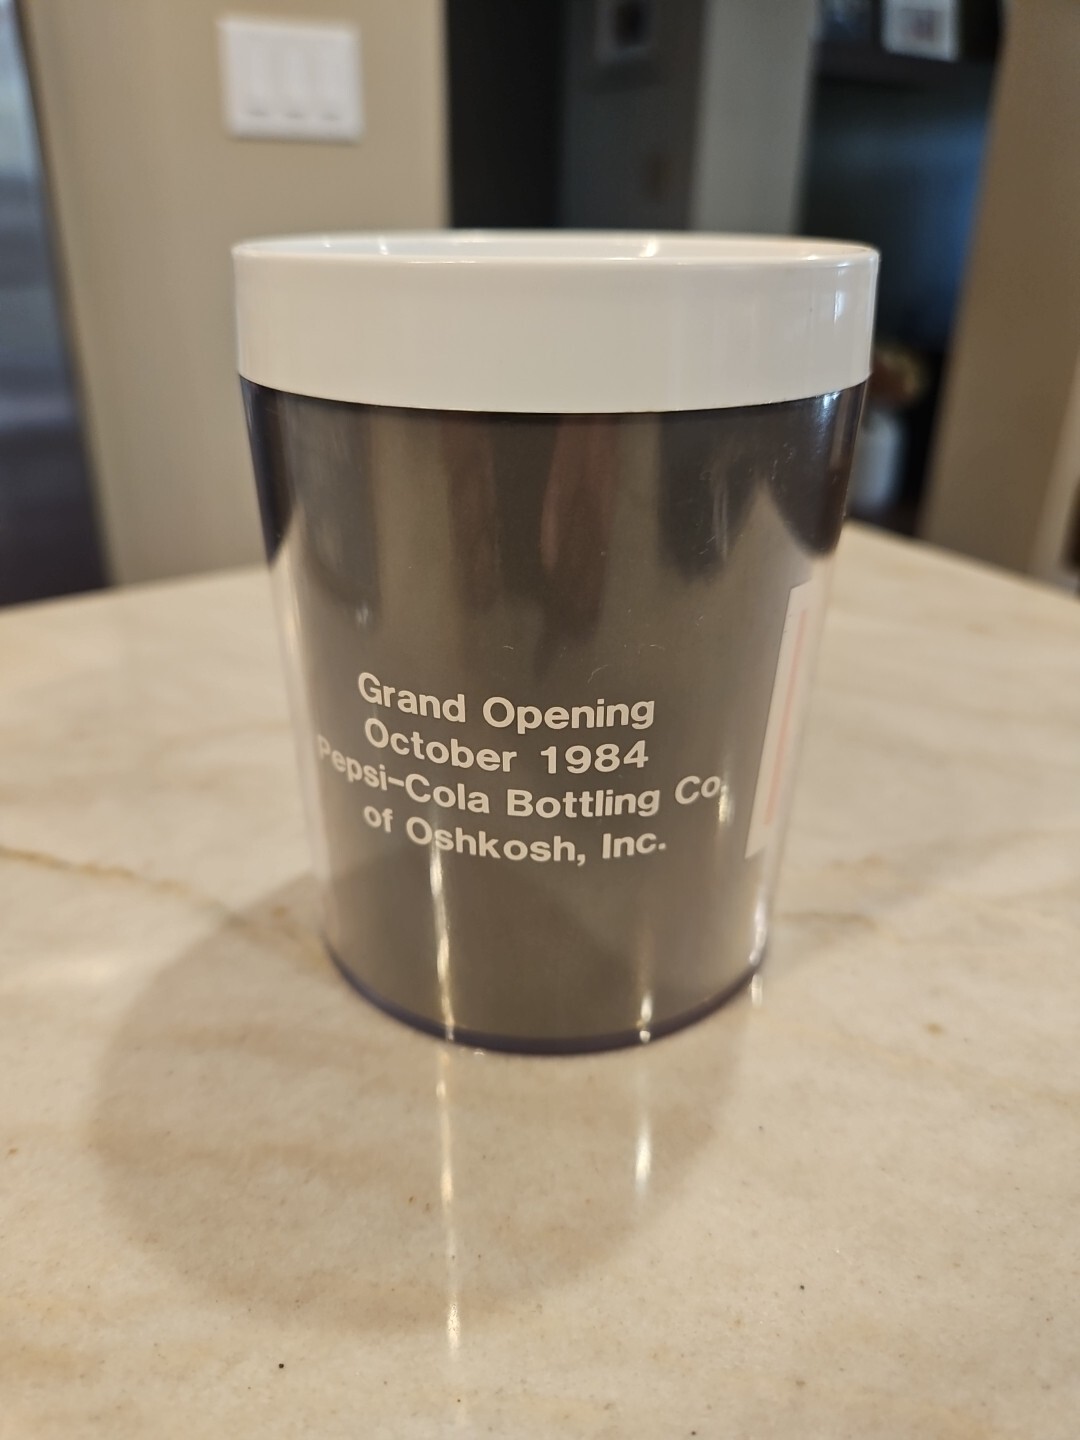 Grand Opening
October 1984
Pepsi-Cola Bottling Co.
of Oshkosh, Inc.